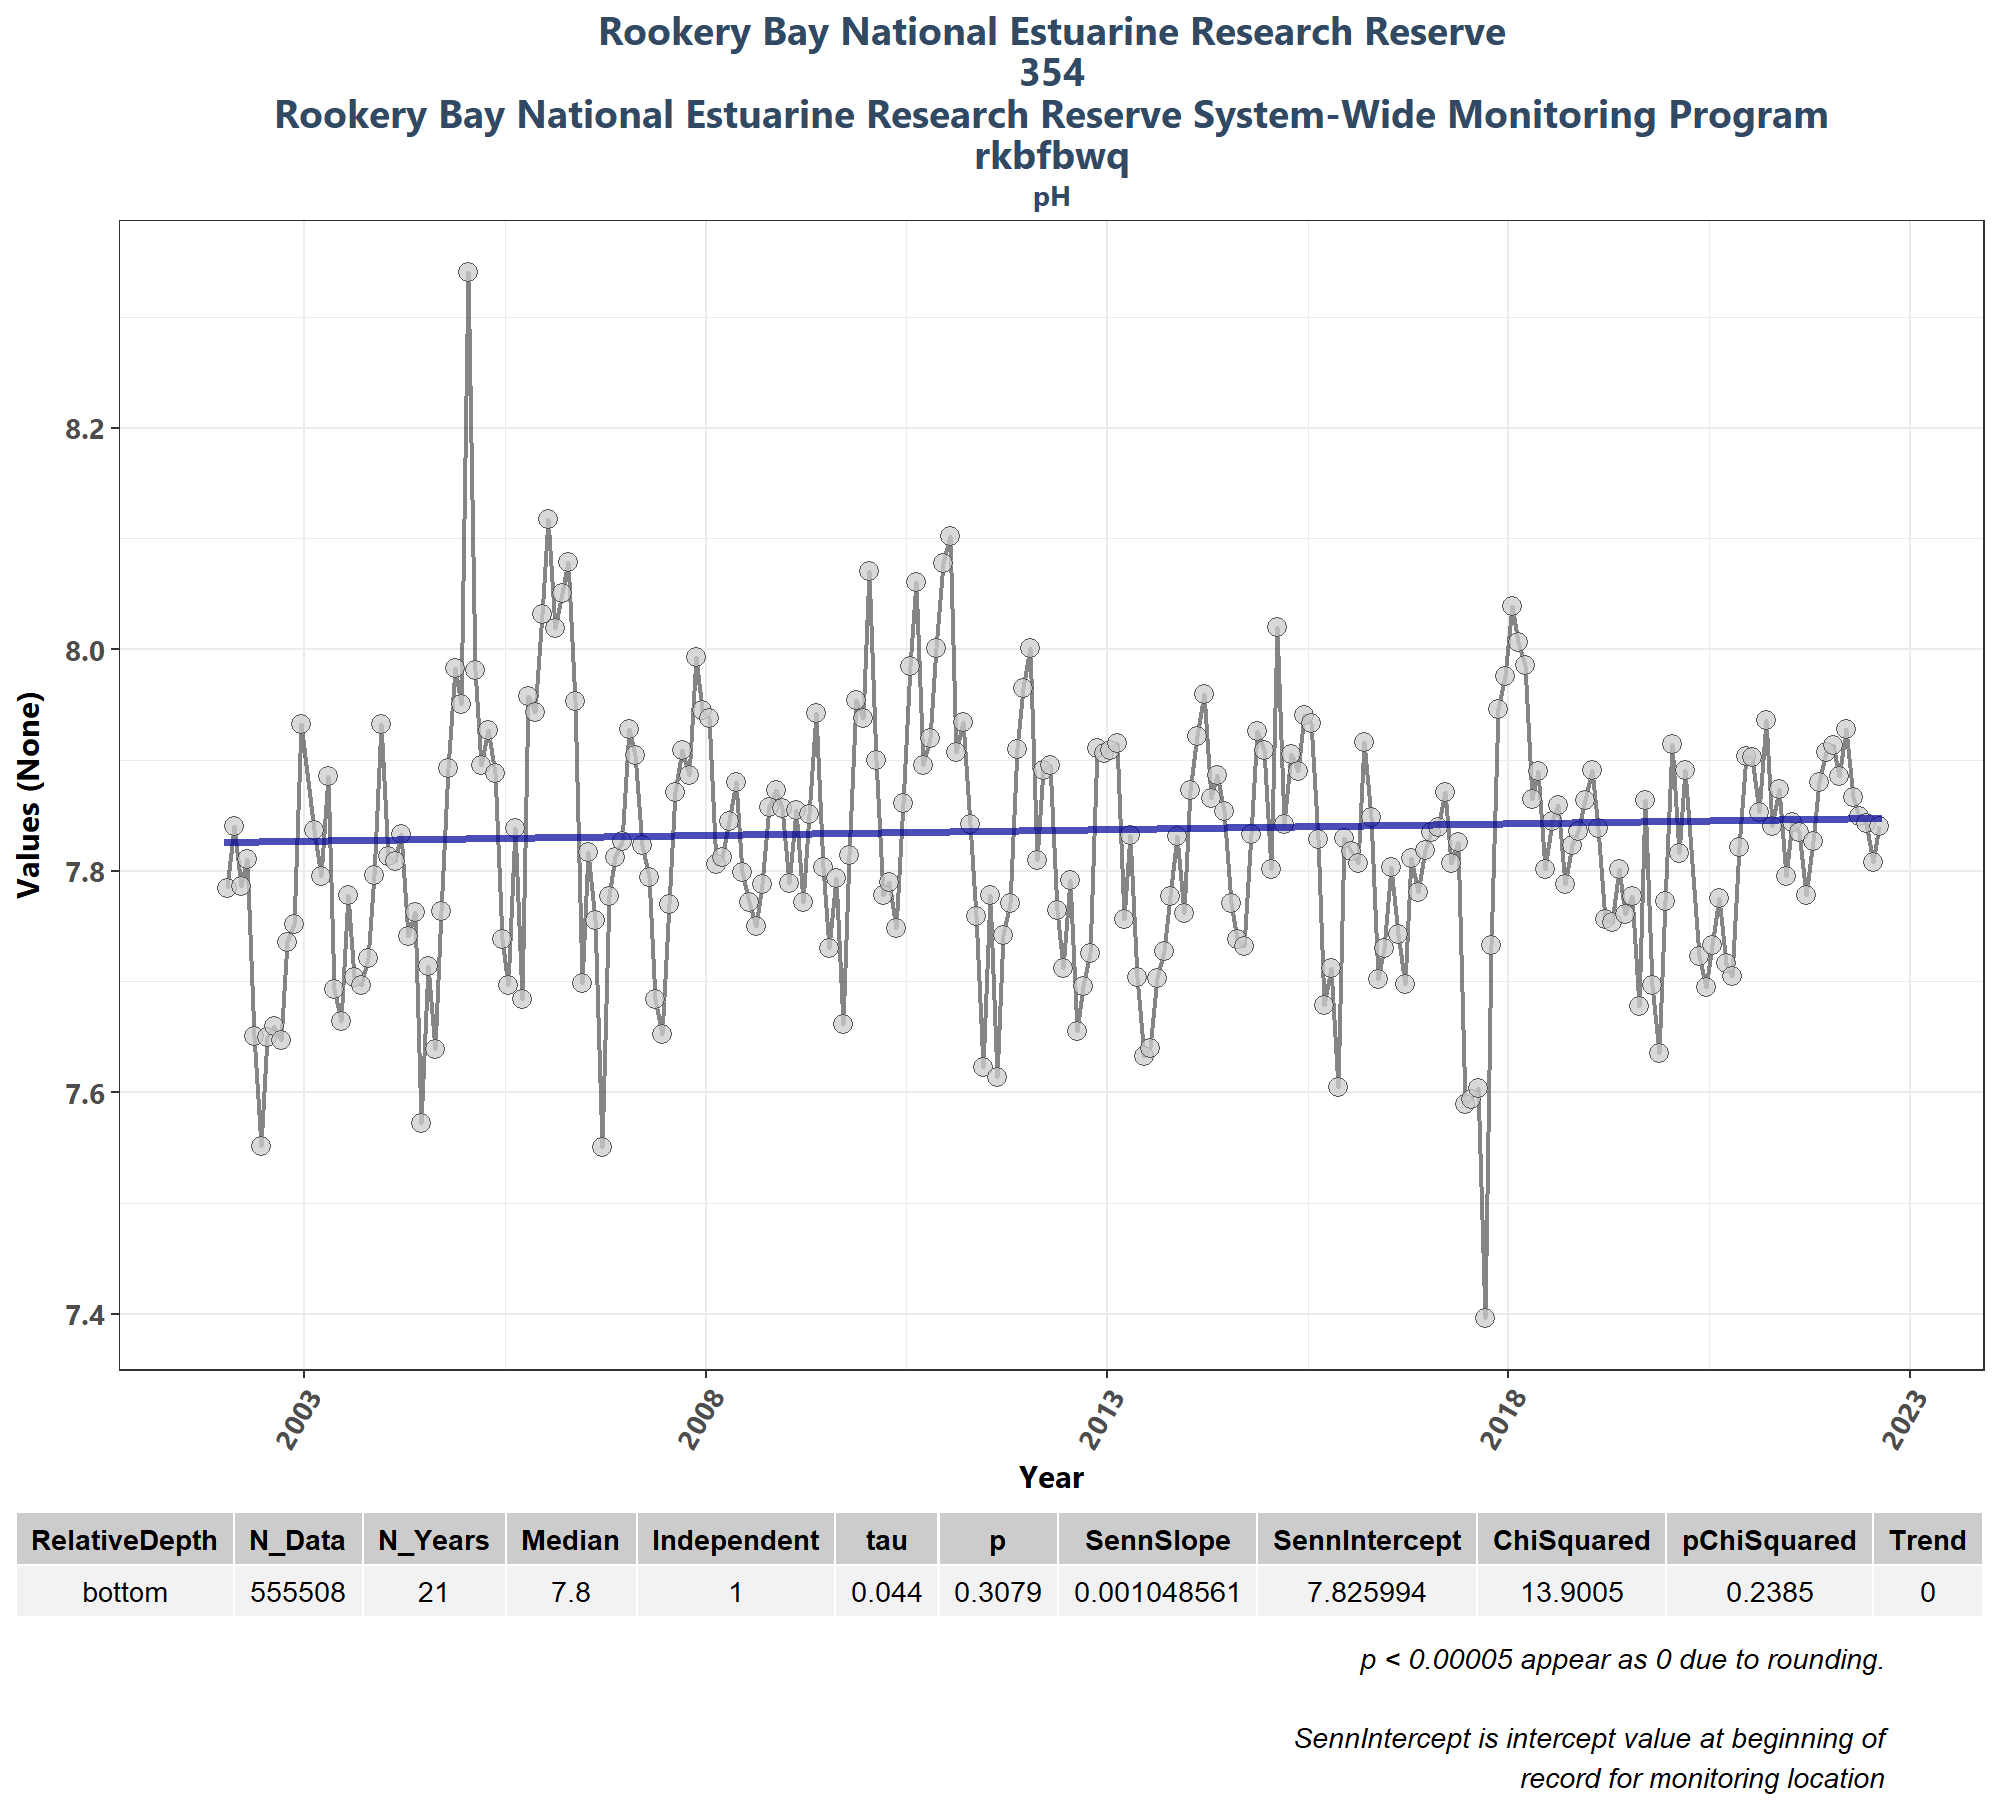 Rookery Bay National Estuarine Research Reserve
354
Rookery Bay National Estuarine Research Reserve System-Wide Monitoring Program
rkbfbwq
pH
Values (None)
8.2
8.0
7.8
7.6
7.4
2003
2008
2013
2018
2023
Year
RelativeDepth N_Data N_Years Median Independent tau p SennSlope SennIntercept ChiSquared pChiSquared Trend
bottom 555508 21 7.8 1 0.044 0.3079 0.001048561 7.825994 13.9005 0.2385 0
p < 0.00005 appear as 0 due to rounding.
SennIntercept is intercept value at beginning of
record for monitoring location